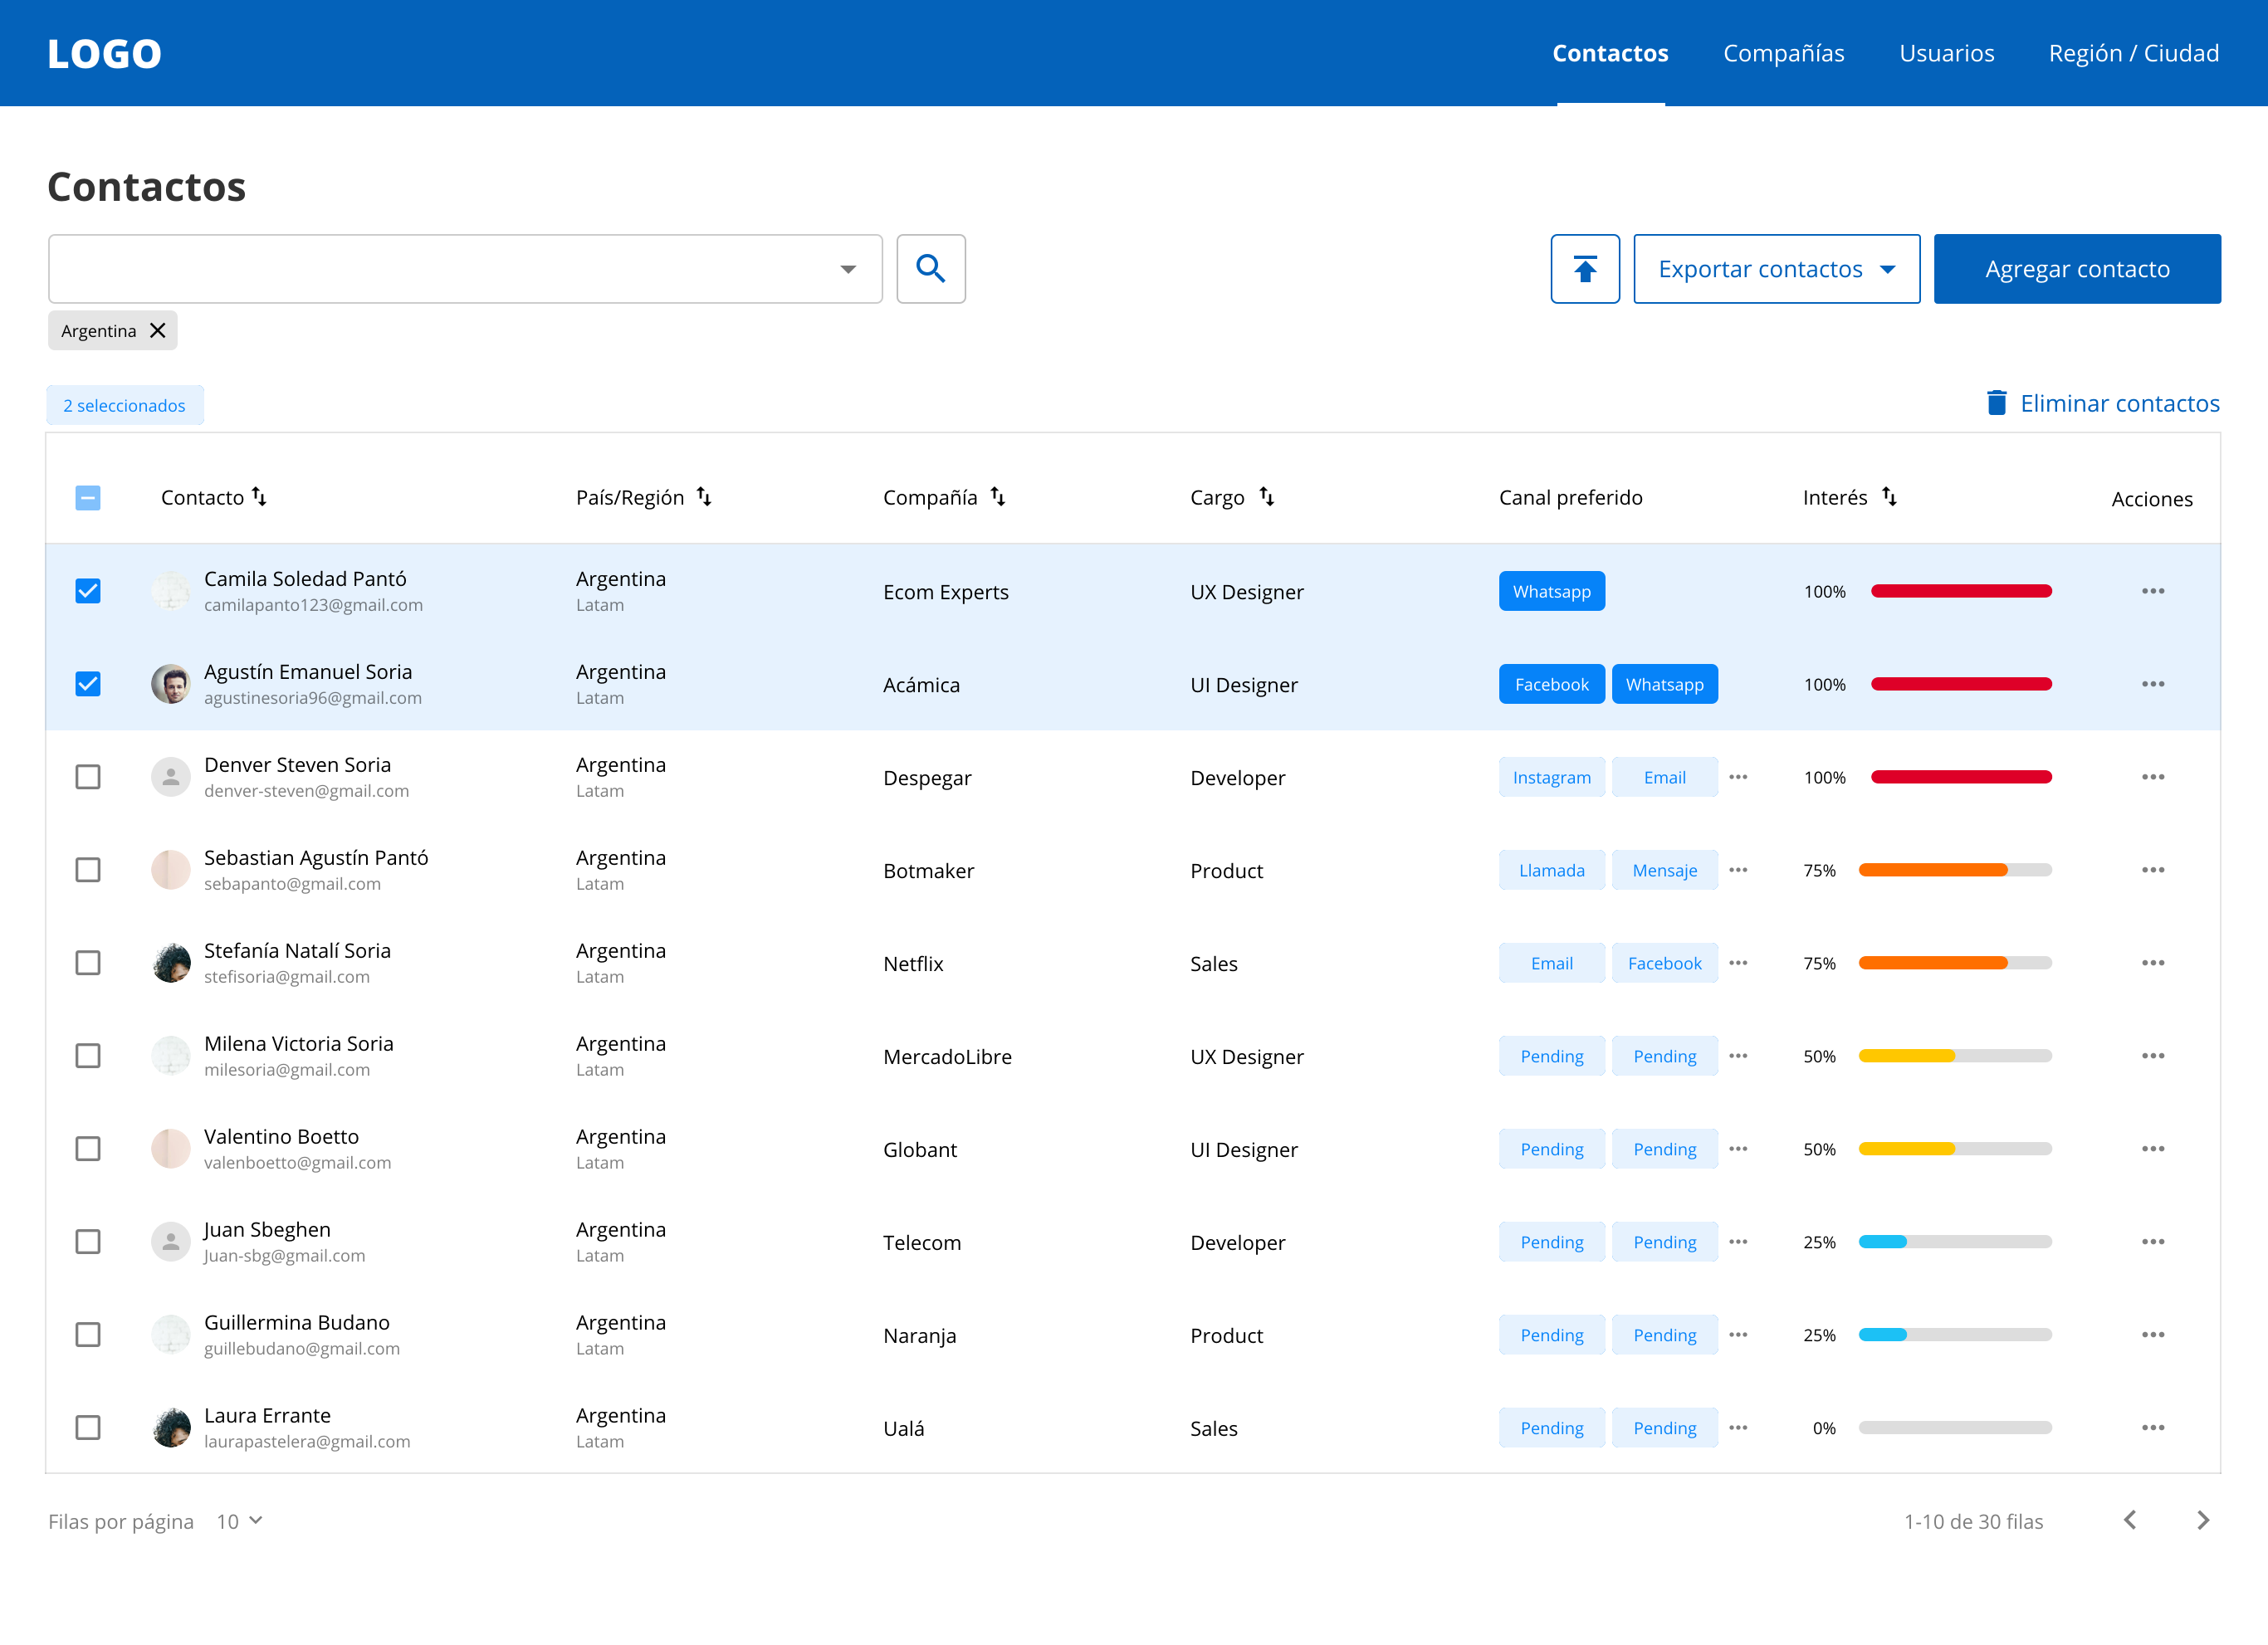 LOGO
Contactos Compañías Usuarios Región / Ciudad
Contactos
Exportar contactos Agregar contacto
Argentina
2 seleccionados Eliminar contactos
Contacto País/Región Compañía Cargo Canal preferido Interés Acciones
Camila Soledad Pantó Argentina
camilapanto123@gmail.com Latam
Ecom Experts UX Designer Whatsapp 100%
Agustín Emanuel Soria Argentina
agustinesoria96@gmail.com Latam
Acámica UI Designer Facebook Whatsapp 100%
Denver Steven Soria Argentina
denver-steven@gmail.com Latam
Despegar Developer Instagram Email 100%
Sebastian Agustín Pantó Argentina
sebapanto@gmail.com Latam
Botmaker Product Llamada Mensaje 75%
Stefanía Natalí Soria Argentina
stefisoria@gmail.com Latam
Netflix Sales Email Facebook 75%
Milena Victoria Soria Argentina
milesoria@gmail.com Latam
MercadoLibre UX Designer Pending Pending 50%
Valentino Boetto Argentina
valenboetto@gmail.com Latam
Globant UI Designer Pending Pending 50%
Juan Sbeghen Argentina
Juan-sbg@gmail.com Latam
Telecom Developer Pending Pending 25%
Guillermina Budano Argentina
guillebudano@gmail.com Latam
Naranja Product Pending Pending 25%
Laura Errante Argentina
laurapastelera@gmail.com Latam
Ualá Sales Pending Pending 0%
Filas por página 10 1-10 de 30 filas